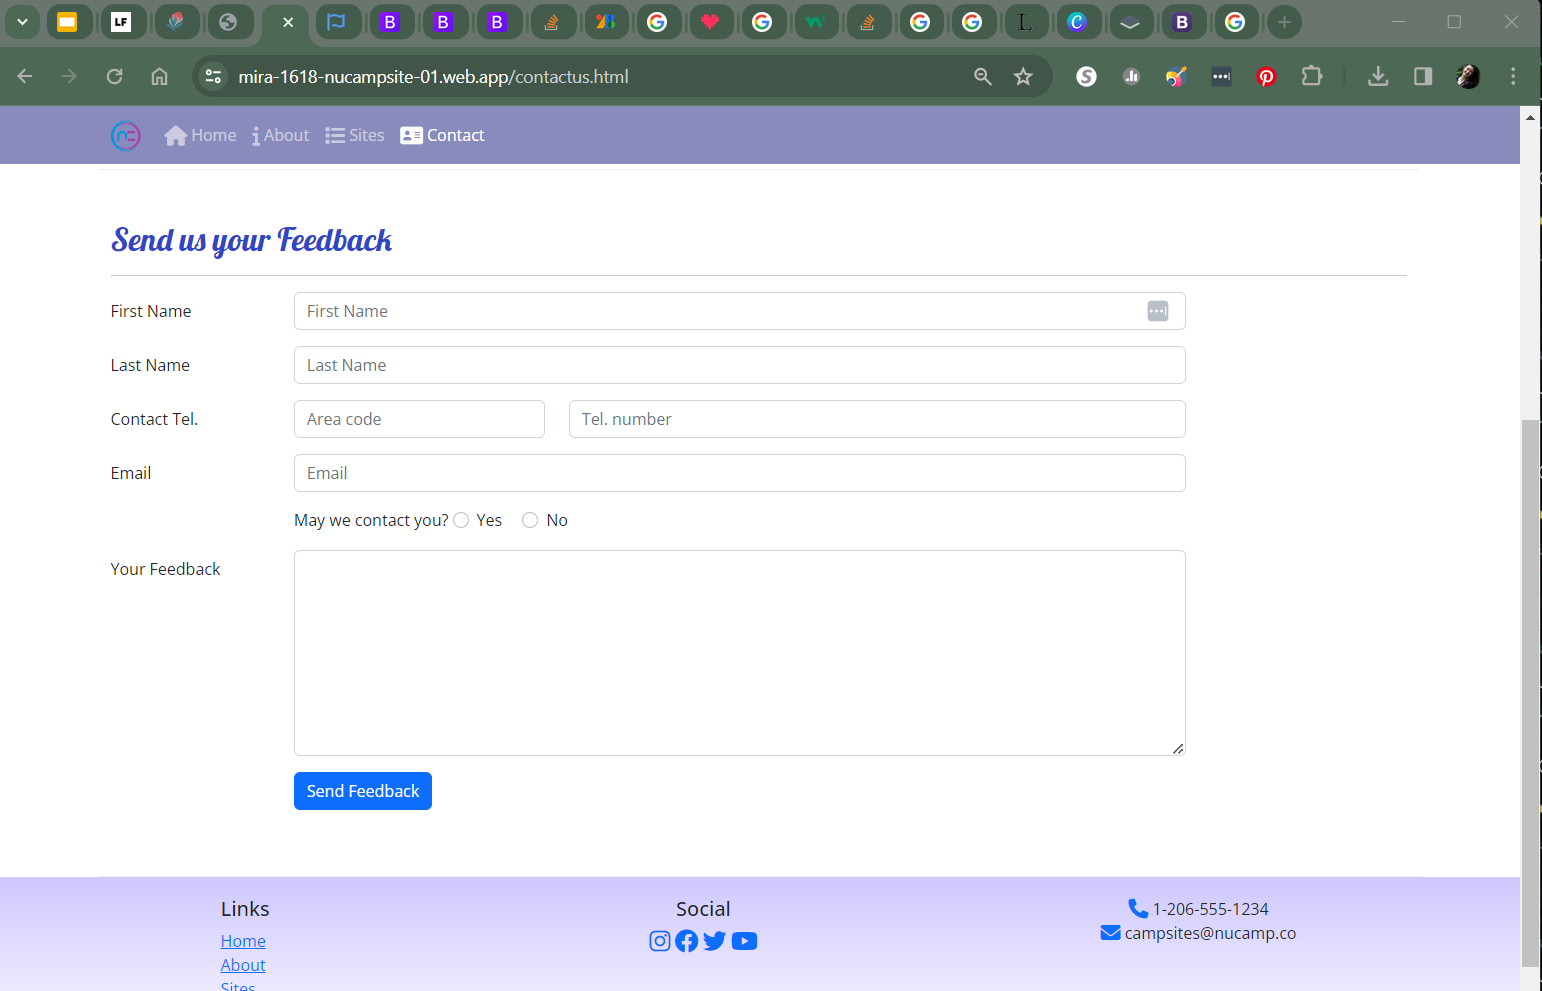 LF
B
B
B
L
C
B
mira-1618-nucampsite-01.web.app/contactus.html
Home About Sites Contact
Send us your Feedback
First Name First Name
Last Name Last Name
Contact Tel. Area code Tel. number
Email Email
May we contact you? Yes No
Your Feedback
Send Feedback
Links
Home
About
Sites
Social
1-206-555-1234
campsites@nucamp.co